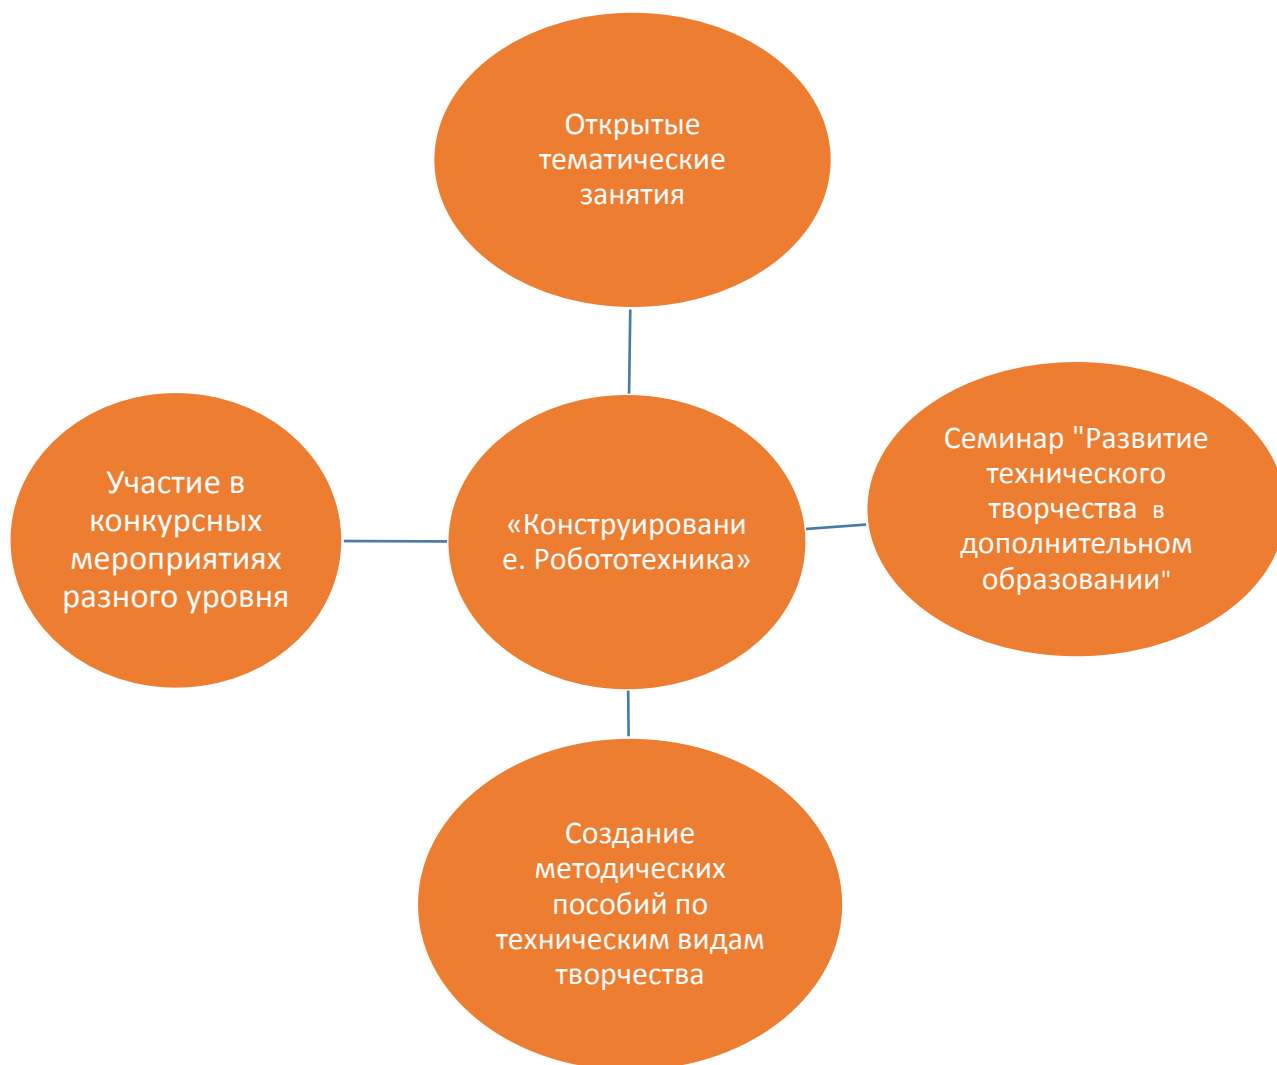 Открытые
тематические
занятия
Семинар "Развитие
технического
творчества в
дополнительном
образовании"
Участие в
конкурсных
мероприятиях
разного уровня
«Конструировани
е. Робототехника»
Создание
методических
пособий по
техническим видам
творчества